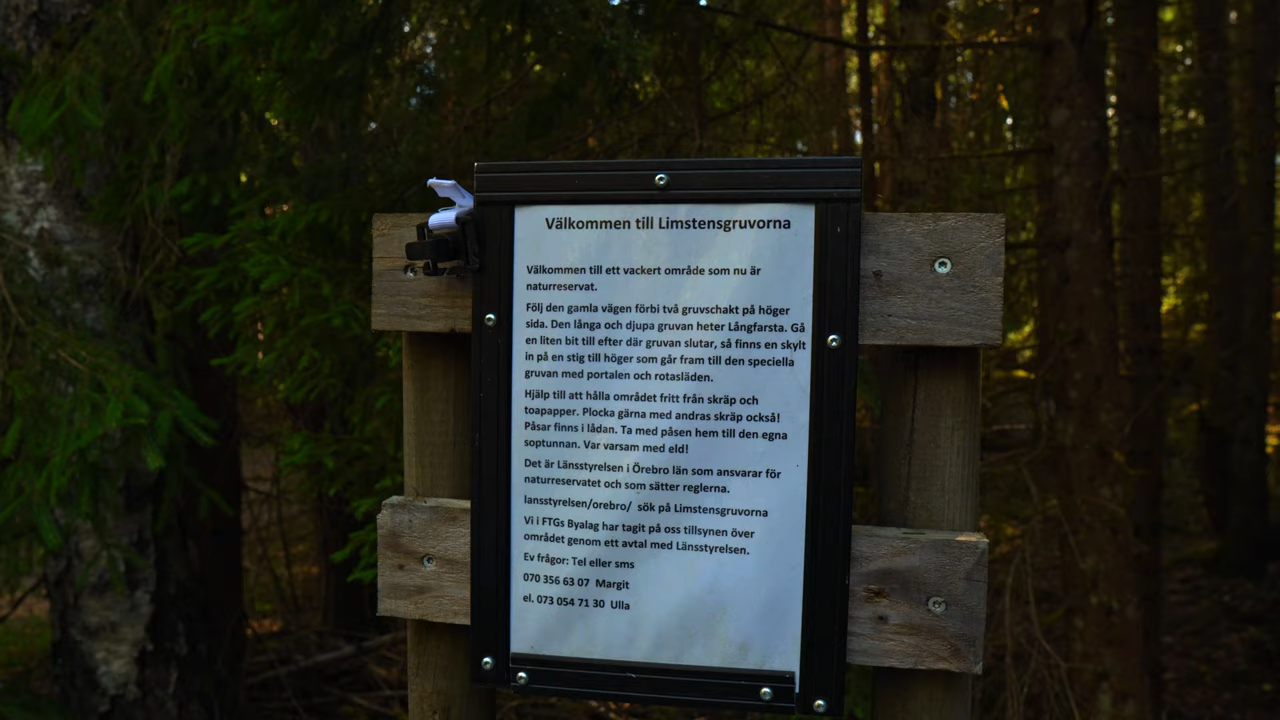 Välkommen till Limstensgruvorna
Välkommen till ett vackert område som nu är
naturreservat.
Följ den gamla vägen förbi två gruvschakt på höger
sida. Den långa och djupa gruvan heter Långfarsta. Gå
en liten bit till efter där gruvan slutar, så finns en skylt
in på en stig till höger som går fram till den speciella
gruvan med portalen och rotasläden.
Hjälp till att hålla området fritt från skräp och
toapapper. Plocka gärna med andras skräp också!
Påsar finns i lådan. Ta med påsen hem till den egna
soptunnan. Var varsam med eld!
Det är Länsstyrelsen i Örebro län som ansvarar för
naturreservatet och som sätter reglerna.
lansstyrelsen/orebro/ sök på Limstensgruvorna
Vi i FTGs Byalag har tagit på oss tillsynen över
området genom ett avtal med Länsstyrelsen.
Ev frågor: Tel eller sms
070 356 63 07 Margit
el. 073 054 71 30 Ulla